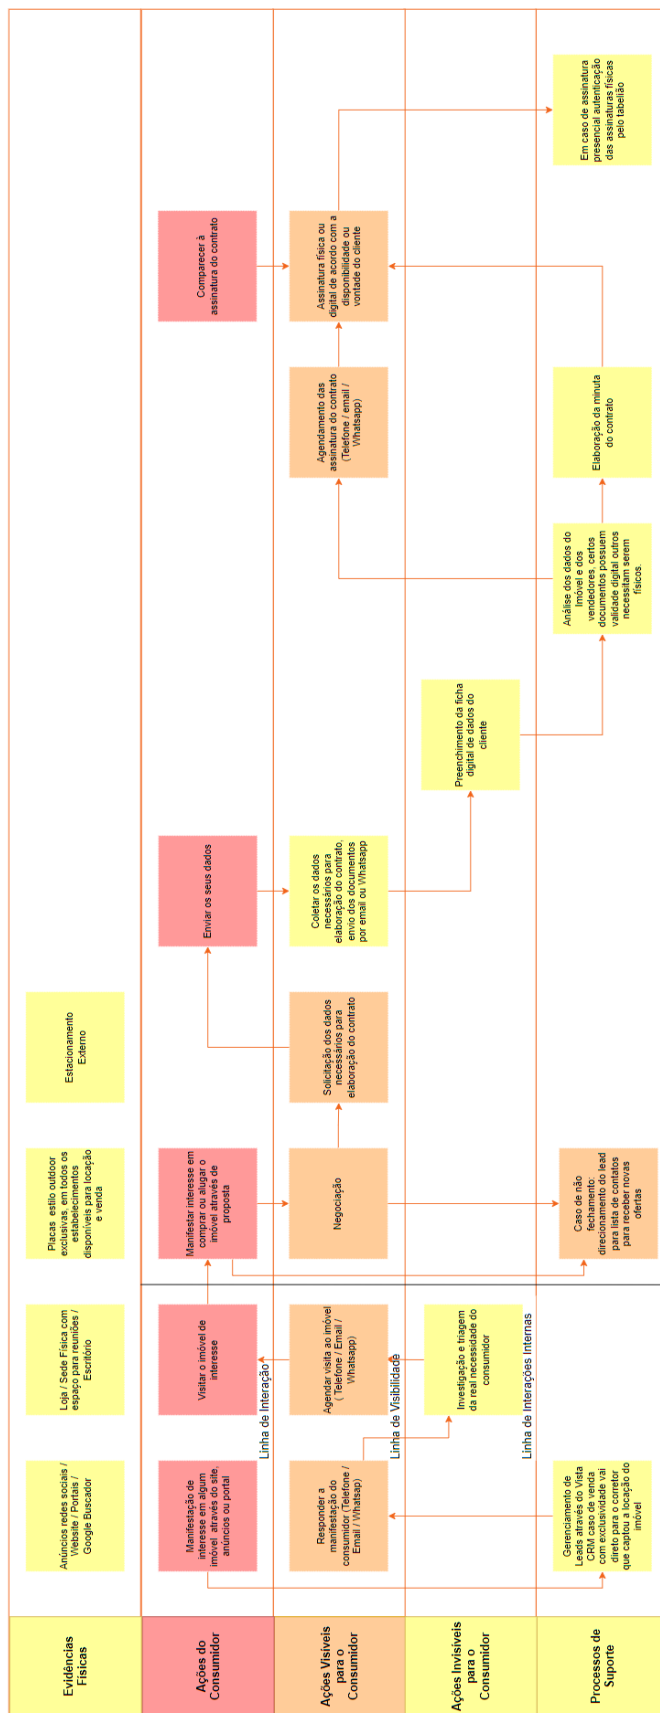 Evidências
Físicas
Anúncios redes sociais /
Website / Portais /
Google Buscador
Loja / Sede Física com
espaço para reuniões /
Escritório
Placas estilo outdoor
exclusivas, em todos os
estabelecimentos
disponíveis para locação
e venda
Estacionamento
Externo
Ações do
Consumidor
Manifestação de
interesse em algum
imóvel através do site,
anúncios ou portal
Visitar o imóvel de
interesse
Manifestar interesse em
comprar ou alugar o
imóvel através de
proposta
Enviar os seus dados
Comparecer à
assinatura do contrato
Linha de Interação
Ações Visíveis
para o
Consumidor
Responder a
manifestação do
consumidor (Telefone /
Email / Whatsap)
Agendar visita ao imóvel
( Telefone / Email /
Whatsapp)
Negociação
Solicitação dos dados
necessários para
elaboração do contrato
Coletar os dados
necessários para
elaboração do contrato,
envio dos documentos
por email ou Whatsapp
Agendamento das
assinatura do contrato
(Telefone / email /
Whatsapp)
Assinatura física ou
digital de acordo com a
disponibilidade ou
vontade do cliente
Linha de Visibilidade
Ações Invisíveis
para o
Consumidor
Investigação e triagem
da real necesidade do
consumidor
Preenchimento da ficha
digital de dados do
cliente
Linha de Interações Internas
Processos de
Suporte
Gerenciamento de
Leads através do Vista
CRM caso de venda
com exclusividade vai
direto para o corretor
que captou a locação do
imóvel
Caso de não
fechamento:
direcionamento do lead
para lista de contatos
para receber novas
ofertas
Análise dos dados do
Imóvel e dos
vendedores, certos
documentos possuem
validade digital outros
necessitam serem
físicos.
Elaboração da minuta
do contrato
Em caso de assinatura
presencial autenticação
das assinaturas físicas
pelo tabelião